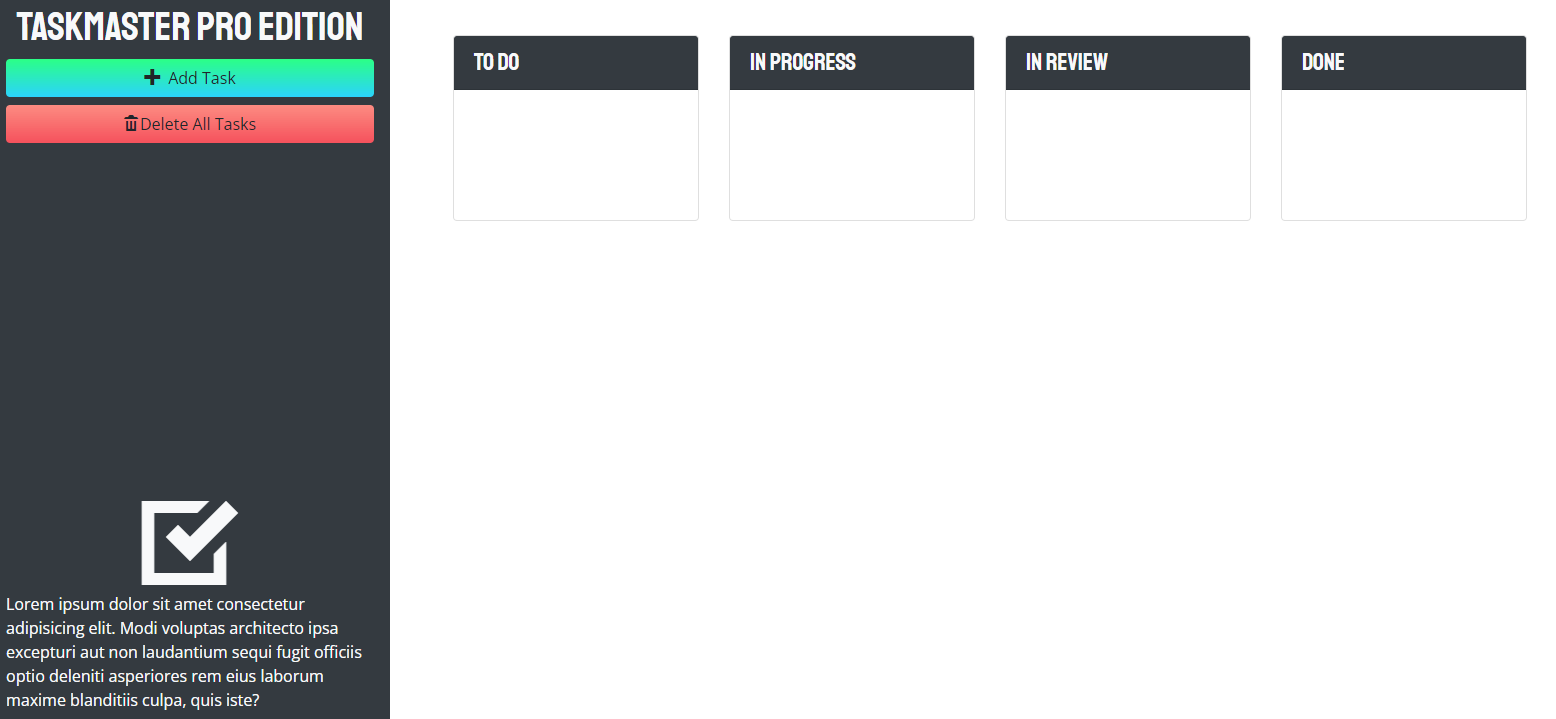 TASKMASTER PRO EDITION
Add Task
Delete All Tasks
Lorem ipsum dolor sit amet consectetur
adipisicing elit. Modi voluptas architecto ipsa
excepturi aut non laudantium sequi fugit officiis
optio deleniti asperiores rem eius laborum
maxime blanditiis culpa, quis iste?
TO DO
IN PROGRESS
IN REVIEW
DONE